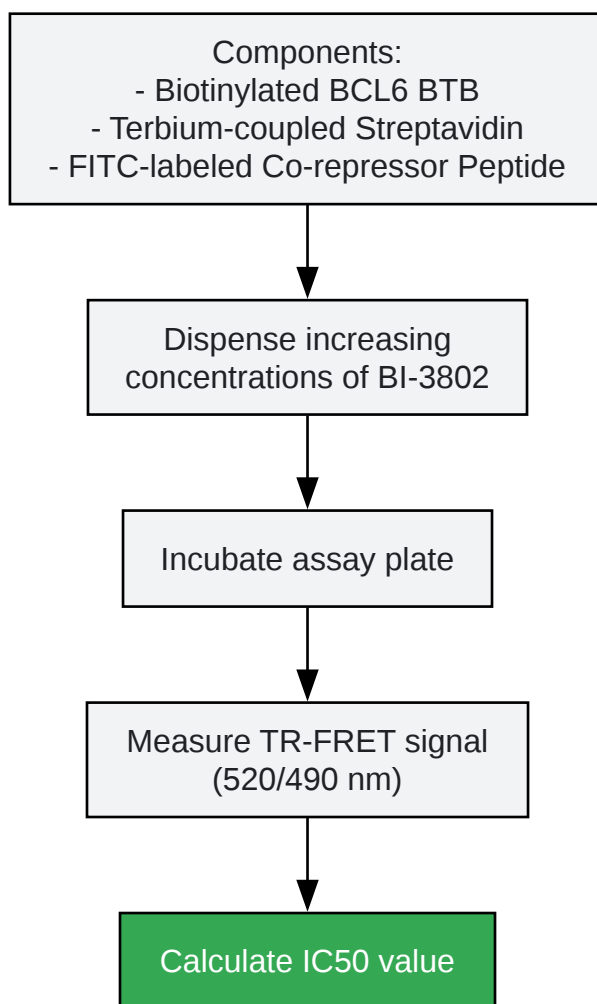 Components:
- Biotinylated BCL6 BTB
- Terbium-coupled Streptavidin
- FITC-labeled Co-repressor Peptide
Dispense increasing
concentrations of BI-3802
Incubate assay plate
Measure TR-FRET signal
(520/490 nm)
Calculate IC50 value